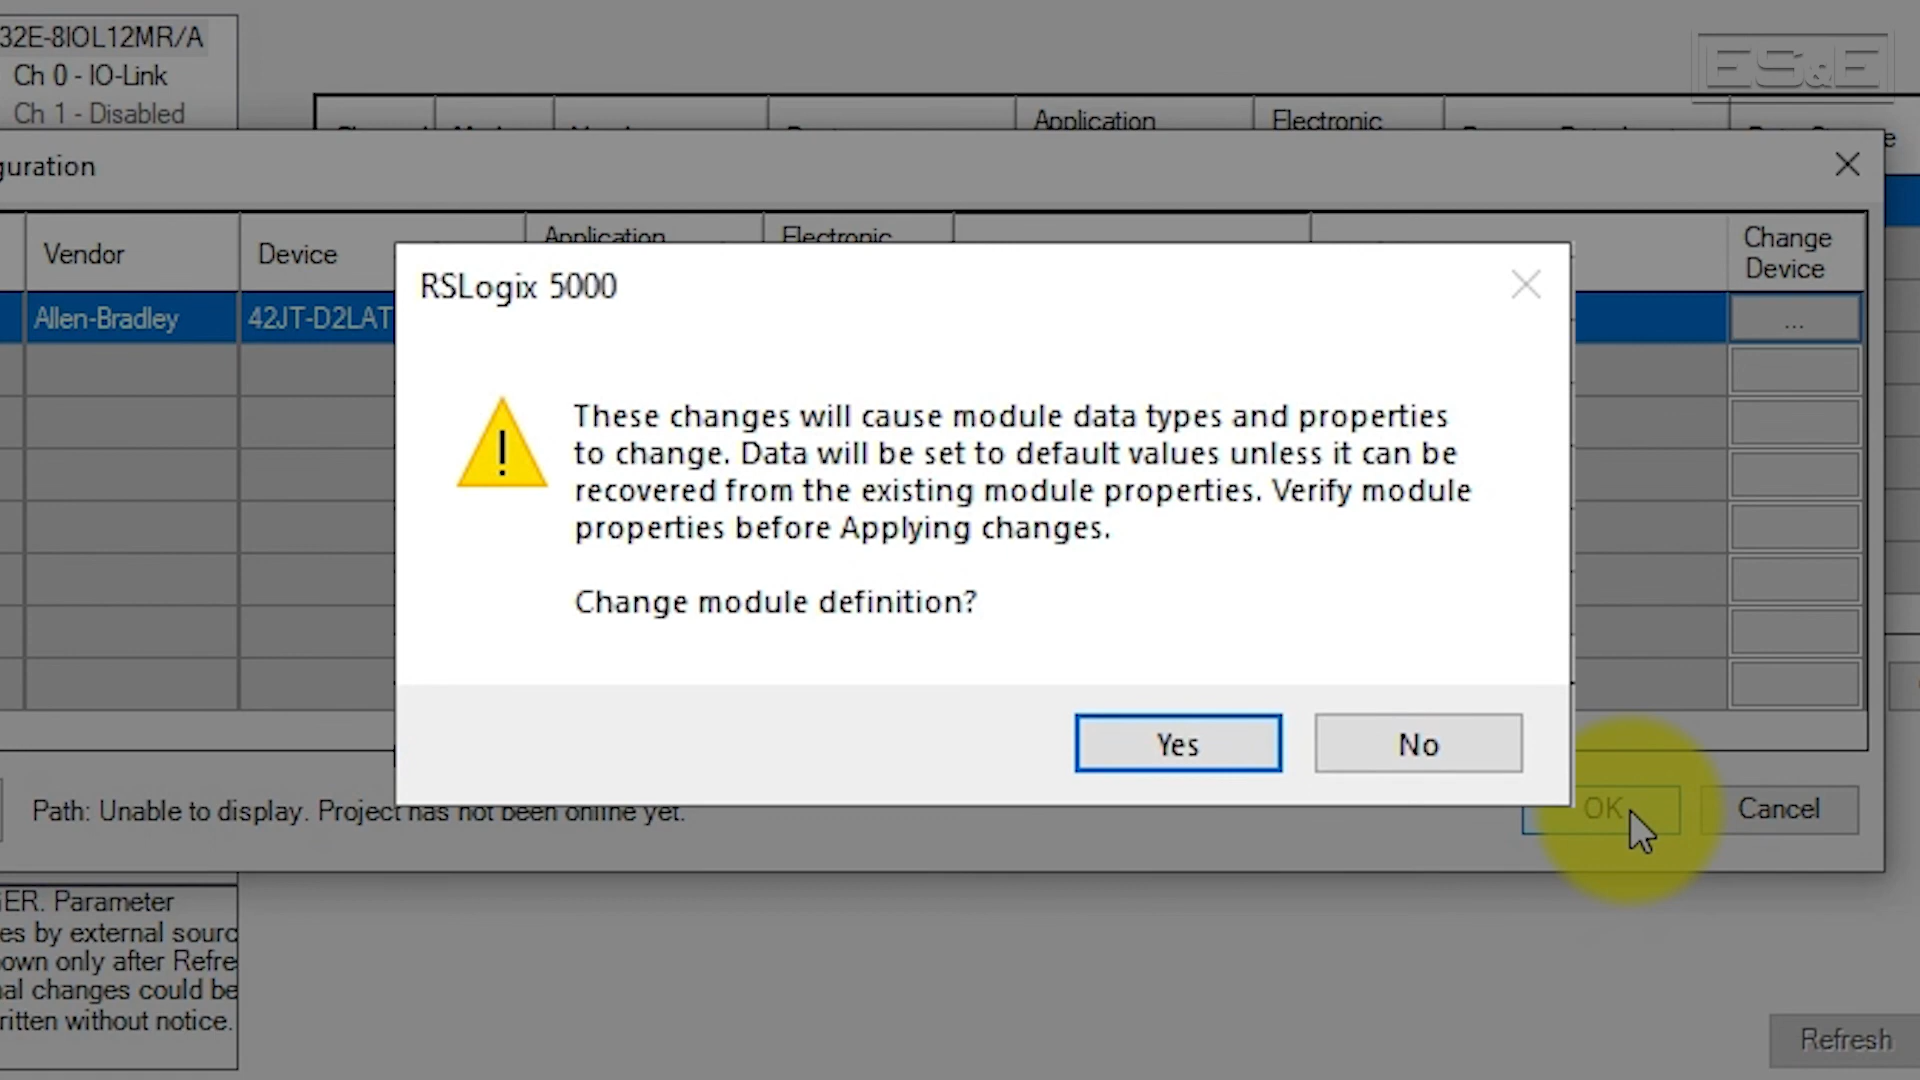 32E-8IOL12MR/A
Ch 0 - IO-Link
Ch 1 - Disabled
ES&E
Application
Electronic
guration
Vendor
Device
Application
Electronic
Change
Device
Allen-Bradley
42JT-D2LAT
...
RSLogix 5000
These changes will cause module data types and properties
to change. Data will be set to default values unless it can be
recovered from the existing module properties. Verify module
properties before Applying changes.
Change module definition?
Yes
No
Path: Unable to display. Project has not been online yet.
OK
Cancel
GER. Parameter
es by external sourc
own only after Refre
nal changes could be
ritten without notice.
Refresh